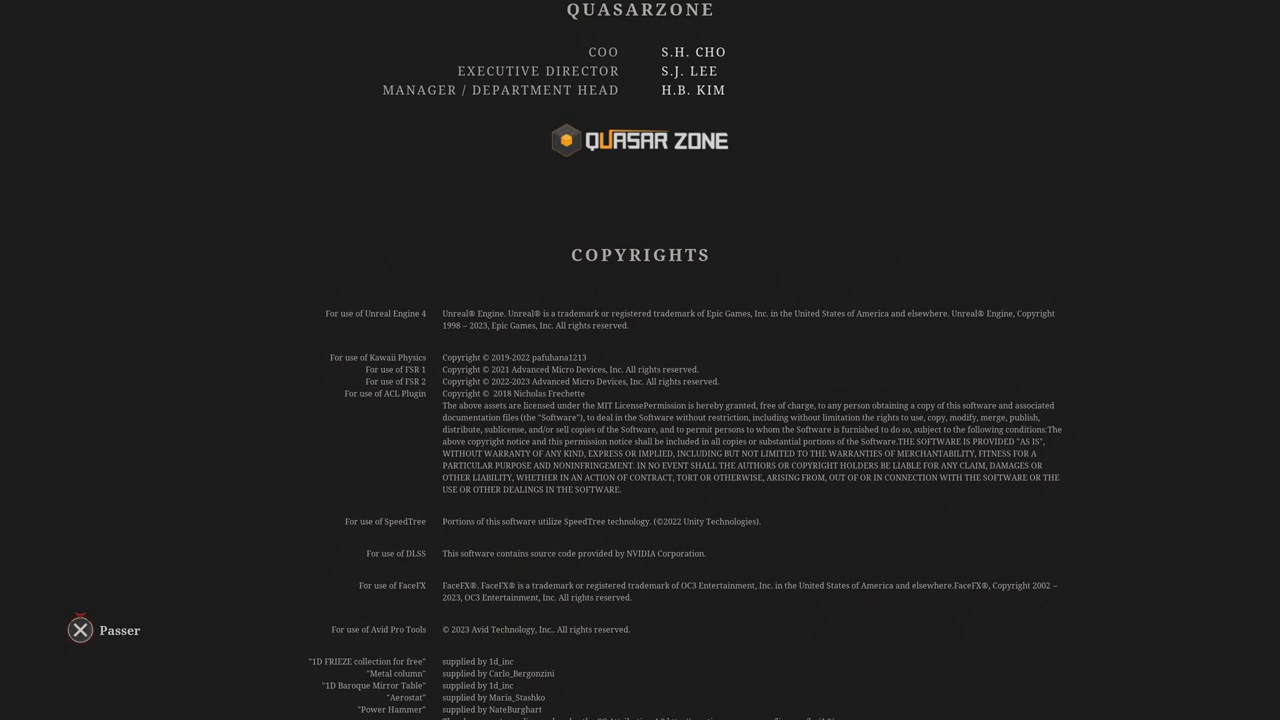 QUASARZONE
COO S.H. CHO
EXECUTIVE DIRECTOR S.J. LEE
MANAGER / DEPARTMENT HEAD H.B. KIM
QUASAR ZONE
COPYRIGHTS
For use of Unreal Engine 4 Unreal® Engine. Unreal® is a trademark or registered trademark of Epic Games, Inc. in the United States of America and elsewhere. Unreal® Engine, Copyright
1998 – 2023, Epic Games, Inc. All rights reserved.
For use of Kawaii Physics Copyright © 2019-2022 pafuhana1213
For use of FSR 1 Copyright © 2021 Advanced Micro Devices, Inc. All rights reserved.
For use of FSR 2 Copyright © 2022-2023 Advanced Micro Devices, Inc. All rights reserved.
For use of ACL Plugin Copyright © 2018 Nicholas Frechette
The above assets are licensed under the MIT LicensePermission is hereby granted, free of charge, to any person obtaining a copy of this software and associated
documentation files (the "Software"), to deal in the Software without restriction, including without limitation the rights to use, copy, modify, merge, publish,
distribute, sublicense, and/or sell copies of the Software, and to permit persons to whom the Software is furnished to do so, subject to the following conditions:The
above copyright notice and this permission notice shall be included in all copies or substantial portions of the Software.THE SOFTWARE IS PROVIDED "AS IS",
WITHOUT WARRANTY OF ANY KIND, EXPRESS OR IMPLIED, INCLUDING BUT NOT LIMITED TO THE WARRANTIES OF MERCHANTABILITY, FITNESS FOR A
PARTICULAR PURPOSE AND NONINFRINGEMENT. IN NO EVENT SHALL THE AUTHORS OR COPYRIGHT HOLDERS BE LIABLE FOR ANY CLAIM, DAMAGES OR
OTHER LIABILITY, WHETHER IN AN ACTION OF CONTRACT, TORT OR OTHERWISE, ARISING FROM, OUT OF OR IN CONNECTION WITH THE SOFTWARE OR THE
USE OR OTHER DEALINGS IN THE SOFTWARE.
For use of SpeedTree Portions of this software utilize SpeedTree technology. (©2022 Unity Technologies).
For use of DLSS This software contains source code provided by NVIDIA Corporation.
For use of FaceFX FaceFX®. FaceFX® is a trademark or registered trademark of OC3 Entertainment, Inc. in the United States of America and elsewhere.FaceFX®, Copyright 2002 –
2023, OC3 Entertainment, Inc. All rights reserved.
Passer
For use of Avid Pro Tools © 2023 Avid Technology, Inc.. All rights reserved.
"1D FRIEZE collection for free" supplied by 1d_inc
"Metal column" supplied by Carlo_Bergonzini
"1D Baroque Mirror Table" supplied by 1d_inc
"Aerostat" supplied by Maria_Stashko
"Power Hammer" supplied by NateBurghart